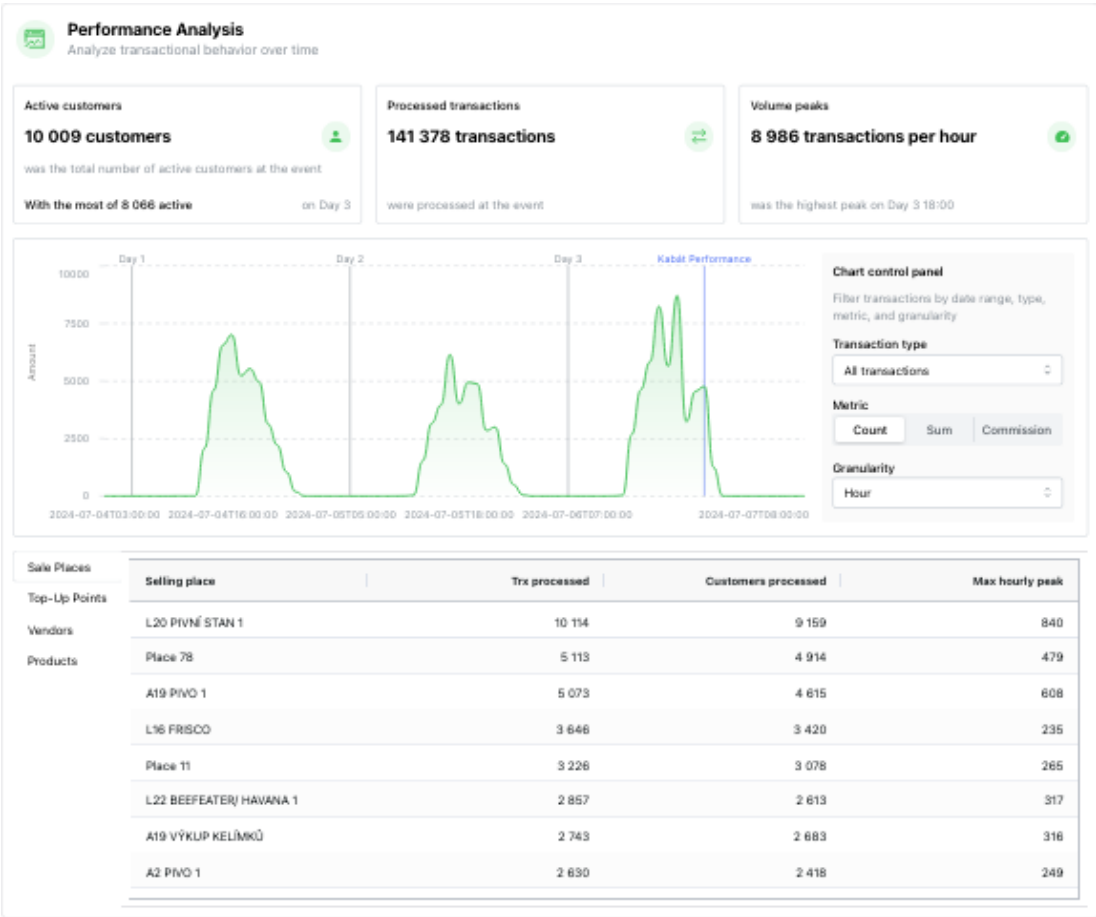 Performance Analysis
Analyze transactional behavior over time
Active customers
10 009 customers
was the total number of active customers at the event
With the most of 8 066 active on Day 3
Processed transactions
141 378 transactions
were processed at the event
Volume peaks
8 986 transactions per hour
was the highest peak on Day 3 18:00
Day 1 Day 2 Day 3 Kabát Performance
10000
7500
5000
2500
0
Amount
2024-07-04T03:00:00 2024-07-04T16:00:00 2024-07-05T05:00:00 2024-07-05T18:00:00 2024-07-06T07:00:00 2024-07-07T08:00:00
Chart control panel
Filter transactions by date range, type,
metric, and granularity
Transaction type
All transactions
Metric
Count Sum Commission
Granularity
Hour
Sale Places
Top-Up Points
Vendors
Products
Selling place Trx processed Customers processed Max hourly peak
L20 PIVNÍ STAN 1 10 114 9 159 840
Place 78 5 113 4 914 479
A19 PIVO 1 5 073 4 615 608
L16 FRISCO 3 646 3 420 235
Place 11 3 226 3 078 265
L22 BEEFEATER/ HAVANA 1 2 857 2 613 317
A19 VÝKUP KELÍMKŮ 2 743 2 683 316
A2 PIVO 1 2 630 2 418 249